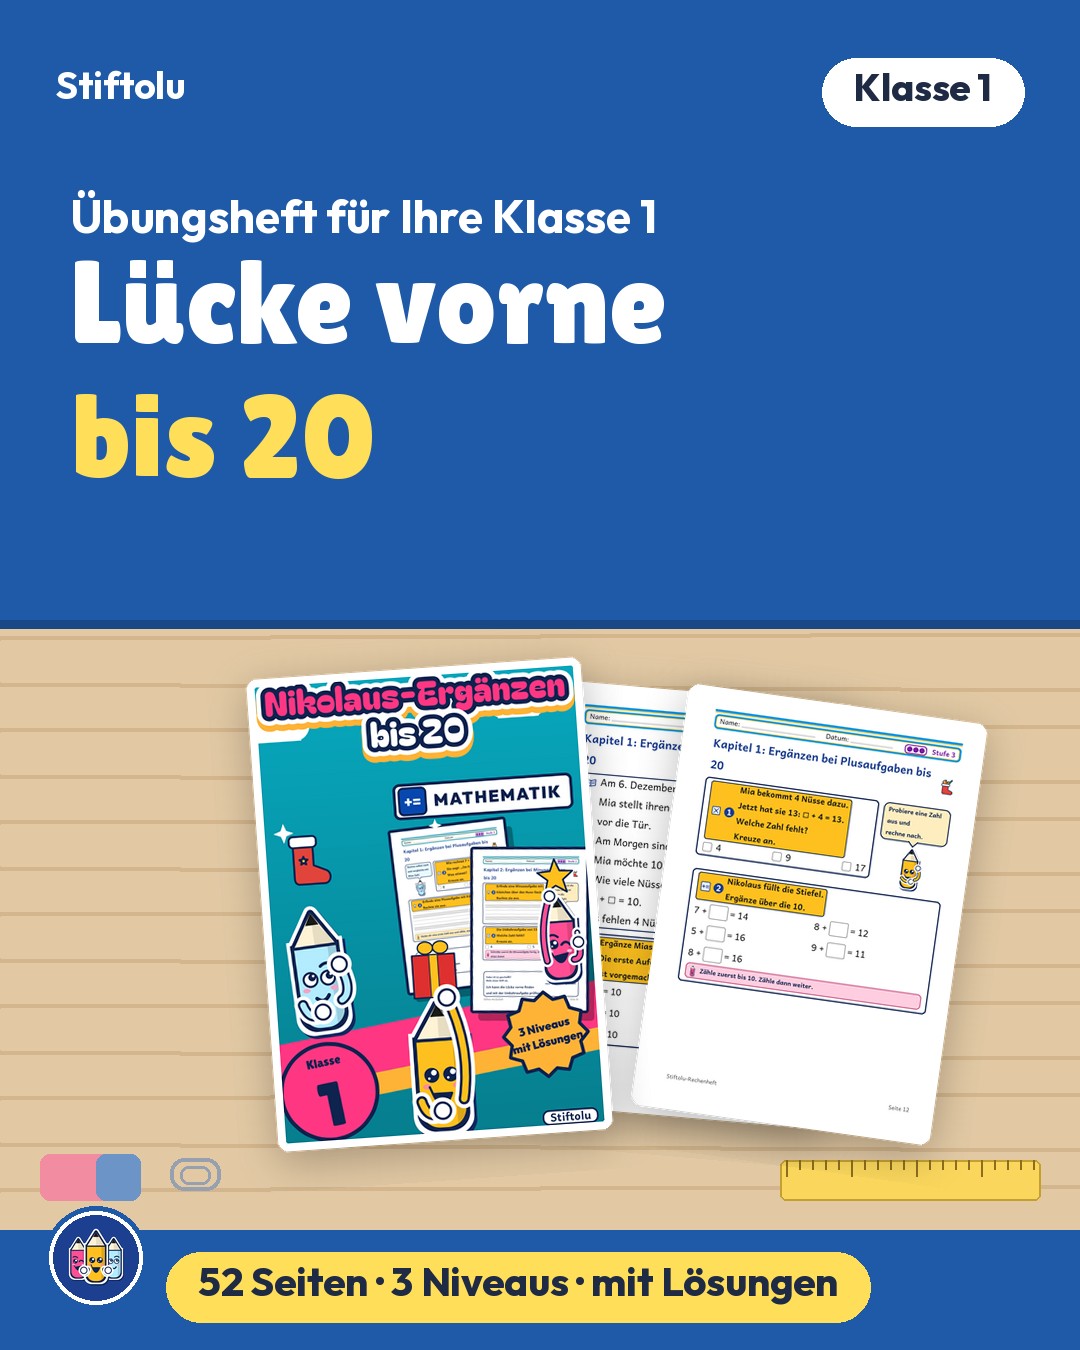 Stiftolu
Klasse 1
Übungsheft für Ihre Klasse 1
Lücke vorne
bis 20
Nikolaus-Ergänzen
bis 20
+= MATHEMATIK
Klasse
1
3 Niveaus
mit Lösungen
Stiftolu
Name:
Kapitel 1: Ergänze
20
Am 6. Dezember
Mia stellt ihren
vor die Tür.
Am Morgen sind
Mia möchte 10
Wie viele Nüss
+ □ = 10.
fehlen 4 Nü
Ergänze Mias
Die erste Auf
st vorgemach
= 10
10
10
Name:
Datum:
Stufe 3
Kapitel 1: Ergänzen bei Plusaufgaben bis
20
1
Mia bekommt 4 Nüsse dazu.
Jetzt hat sie 13: □ + 4 = 13.
Welche Zahl fehlt?
Kreuze an.
4
9
17
Probiere eine Zahl
aus und
rechne nach.
2
Nikolaus füllt die Stiefel.
Ergänze über die 10.
7 + □ = 14
8 + □ = 12
5 + □ = 16
9 + □ = 11
8 + □ = 16
Zähle zuerst bis 10. Zähle dann weiter.
Stiftolu-Rechenheft
Seite 12
52 Seiten · 3 Niveaus · mit Lösungen